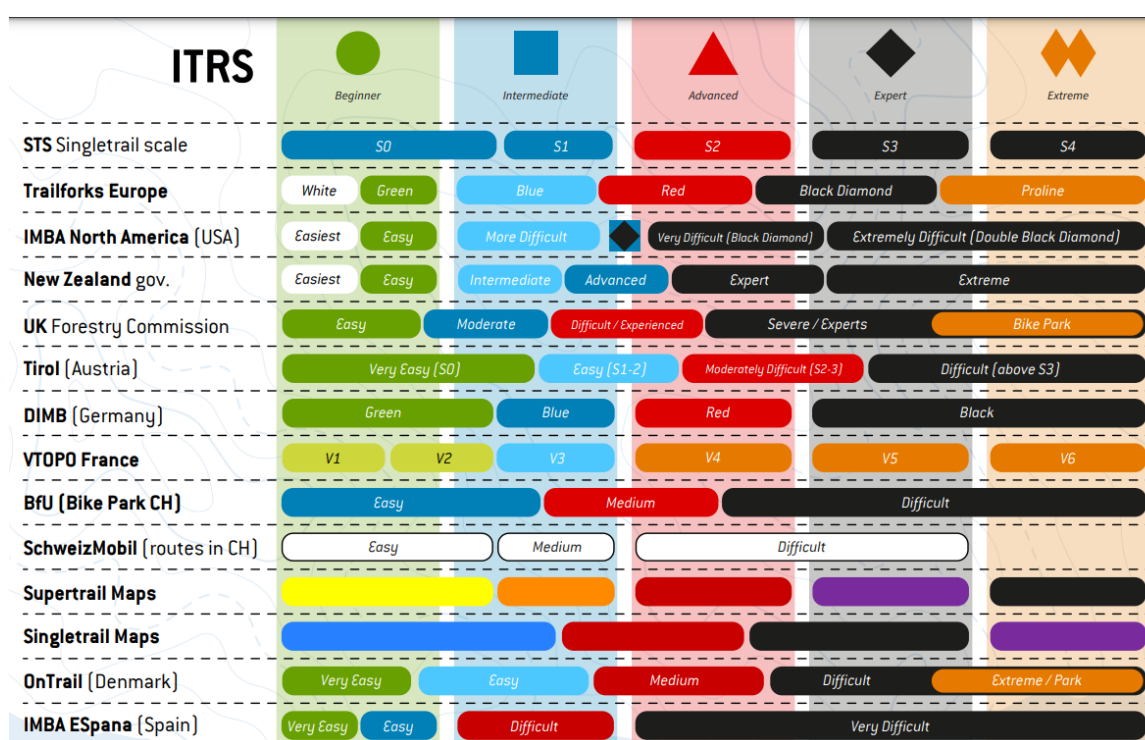 ITRS
Beginner Intermediate Advanced Expert Extreme
STS Singletrail scale S0 S1 S2 S3 S4
Trailforks Europe White Green Blue Red Black Diamond Proline
IMBA North America (USA) Easiest Easy More Difficult Very Difficult (Black Diamond) Extremely Difficult (Double Black Diamond)
New Zealand gov. Easiest Easy Intermediate Advanced Expert Extreme
UK Forestry Commission Easy Moderate Difficult / Experienced Severe / Experts Bike Park
Tirol (Austria) Very Easy (S0) Easy (S1-2) Moderately Difficult (S2-3) Difficult (above S3)
DIMB (Germany) Green Blue Red Black
VTOPO France V1 V2 V3 V4 V5 V6
BfU (Bike Park CH) Easy Medium Difficult
SchweizMobil (routes in CH) Easy Medium Difficult
Supertrail Maps
Singletrail Maps
OnTrail (Denmark) Very Easy Easy Medium Difficult Extreme / Park
IMBA ESpana (Spain) Very Easy Easy Difficult Very Difficult